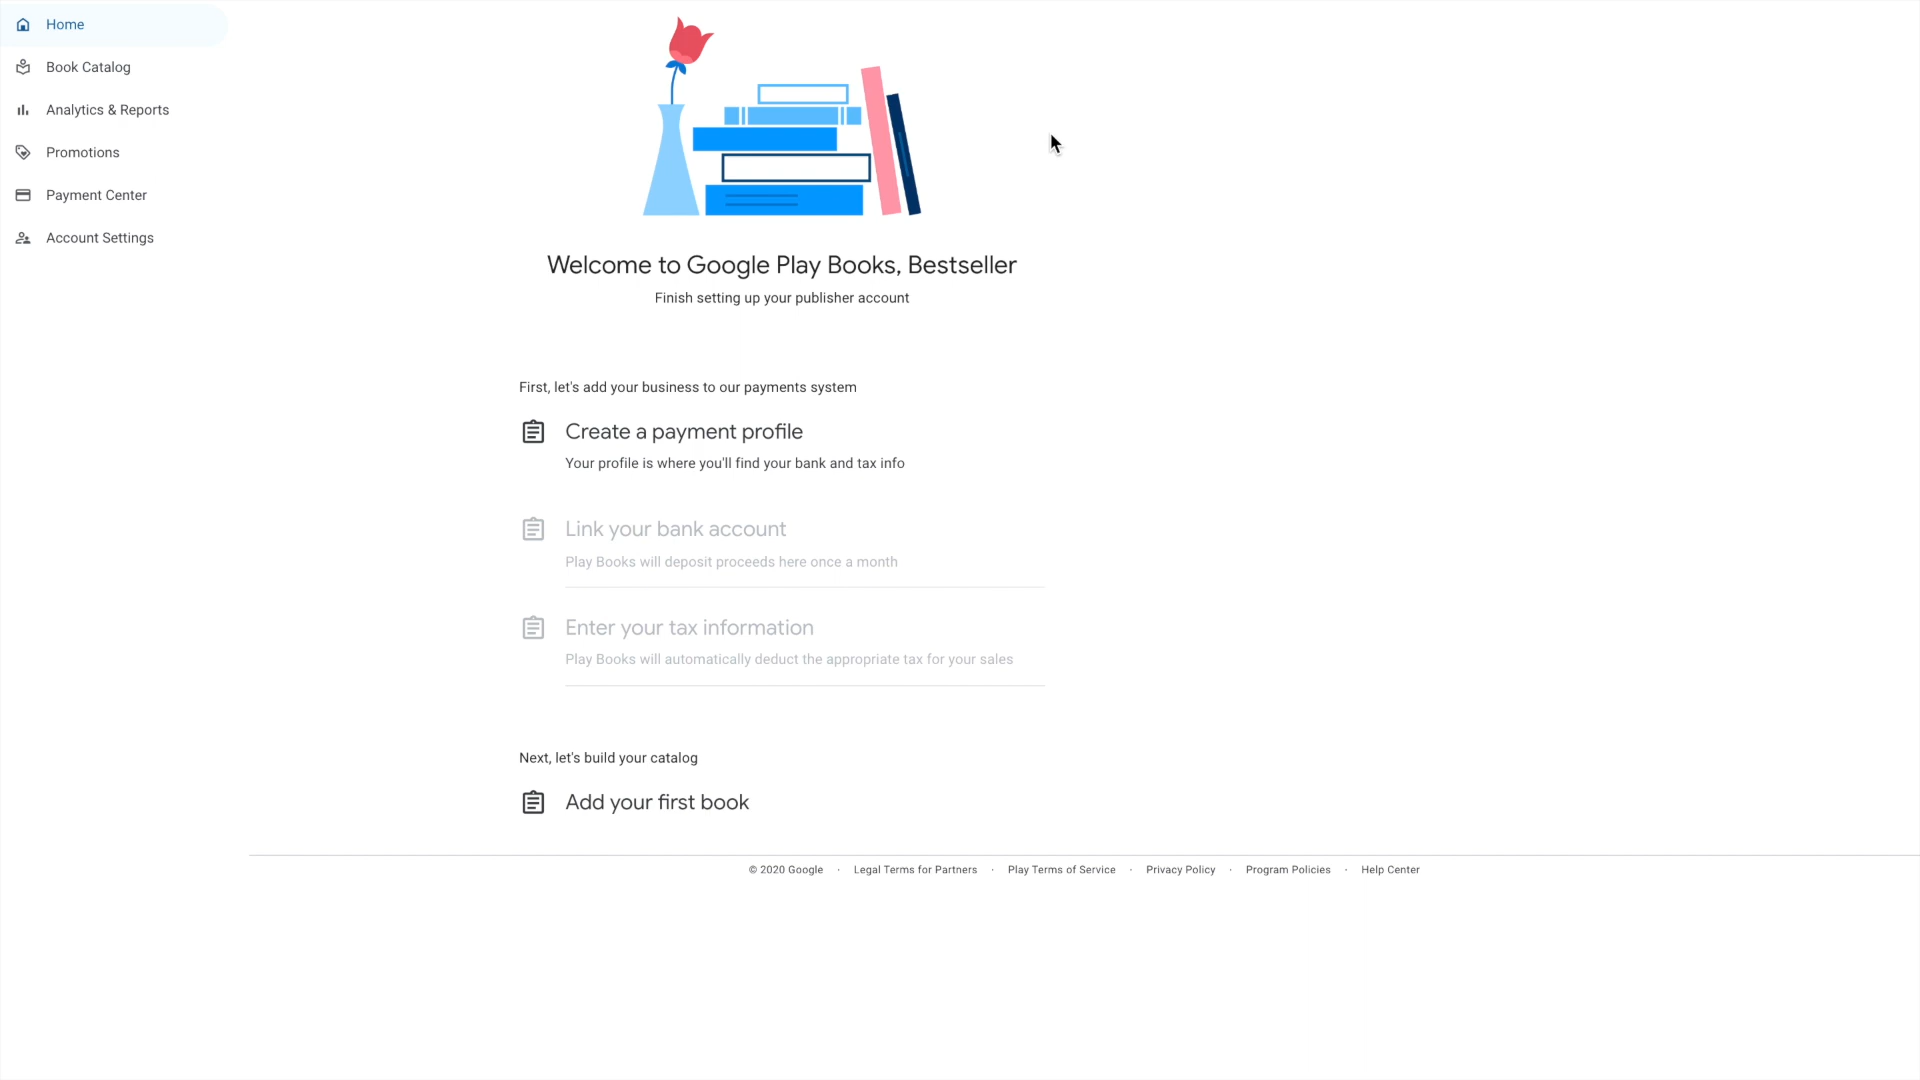 Home
Book Catalog
Analytics & Reports
Promotions
Payment Center
Account Settings
Welcome to Google Play Books, Bestseller
Finish setting up your publisher account
First, let's add your business to our payments system
Create a payment profile
Your profile is where you'll find your bank and tax info
Link your bank account
Play Books will deposit proceeds here once a month
Enter your tax information
Play Books will automatically deduct the appropriate tax for your sales
Next, let's build your catalog
Add your first book
© 2020 Google · Legal Terms for Partners · Play Terms of Service · Privacy Policy · Program Policies · Help Center